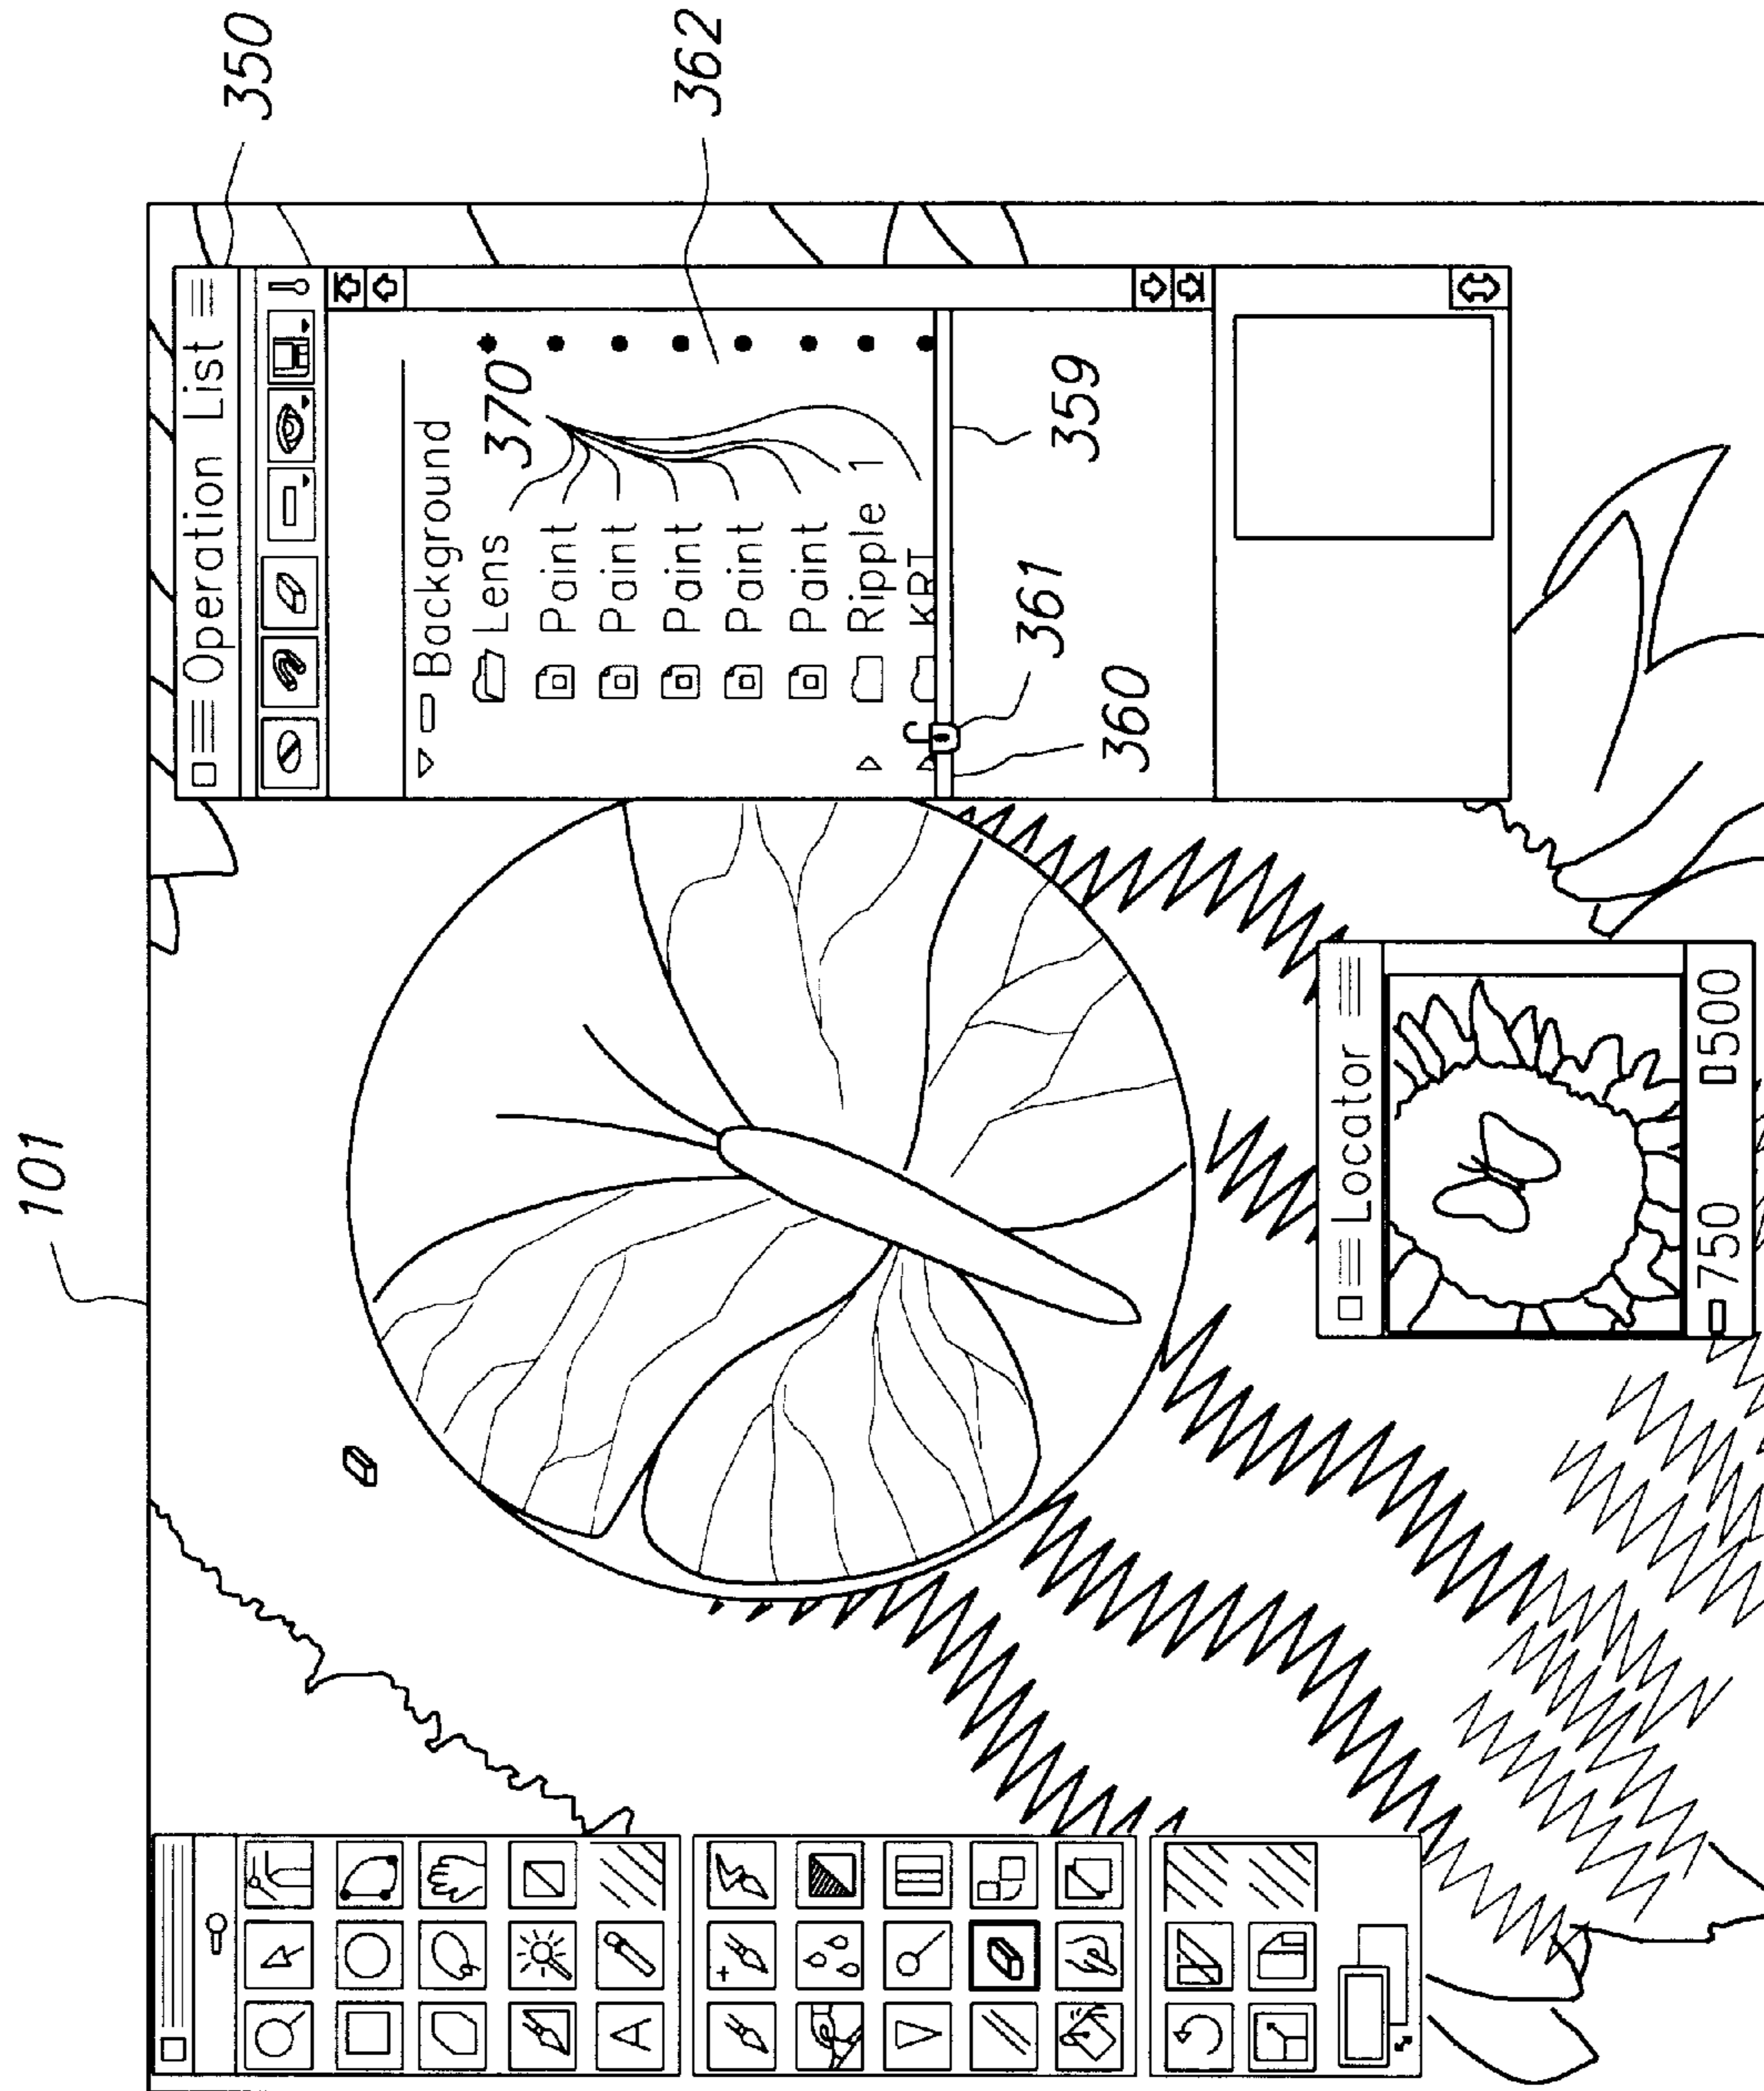 101
350
362
Operation List
Background
Lens
370
Paint
Paint
Paint
Paint
Paint
Ripple 1
KPT
361
359
360
A
Locator
750 500